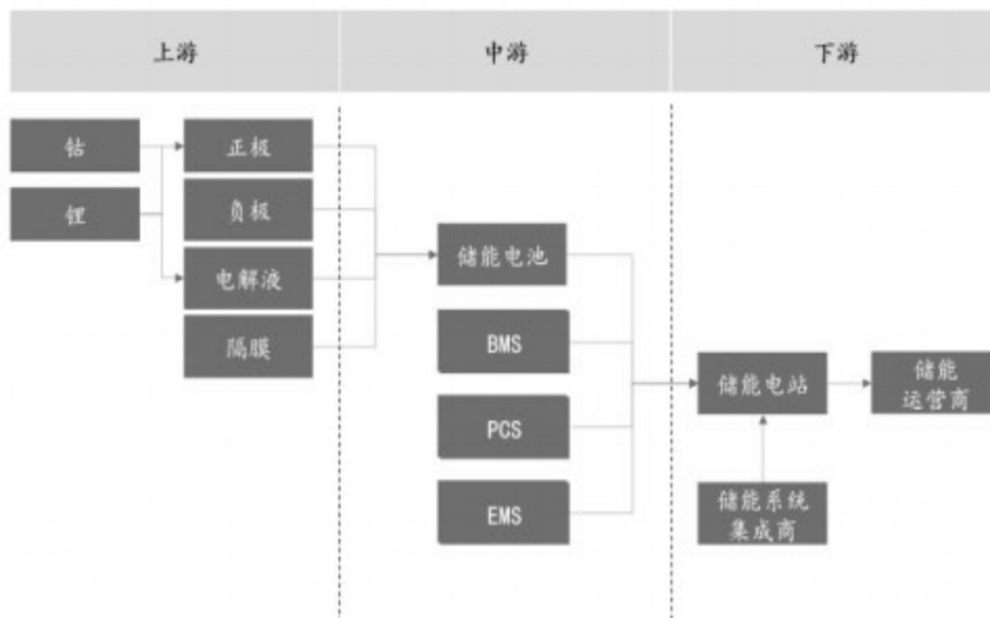 上游
中游
下游
钴
锂
正极
负极
电解液
隔膜
储能电池
BMS
PCS
EMS
储能电站
储能系统
集成商
储能
运营商